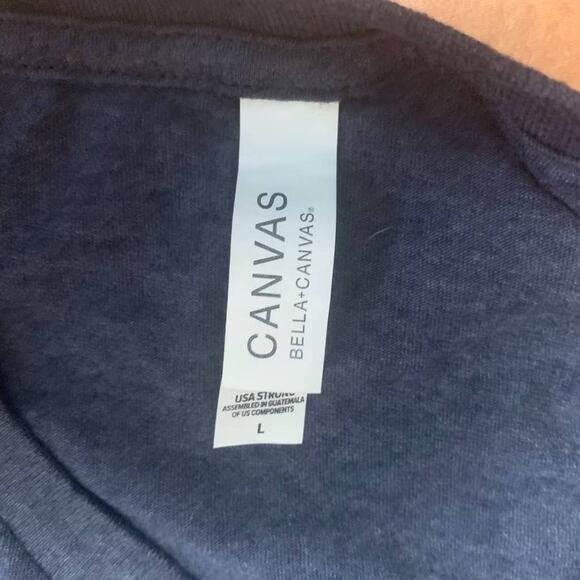 CANVAS
BELLA+CANVAS®
USA STRONG
ASSEMBLED IN GUATEMALA
OF US COMPONENTS
L